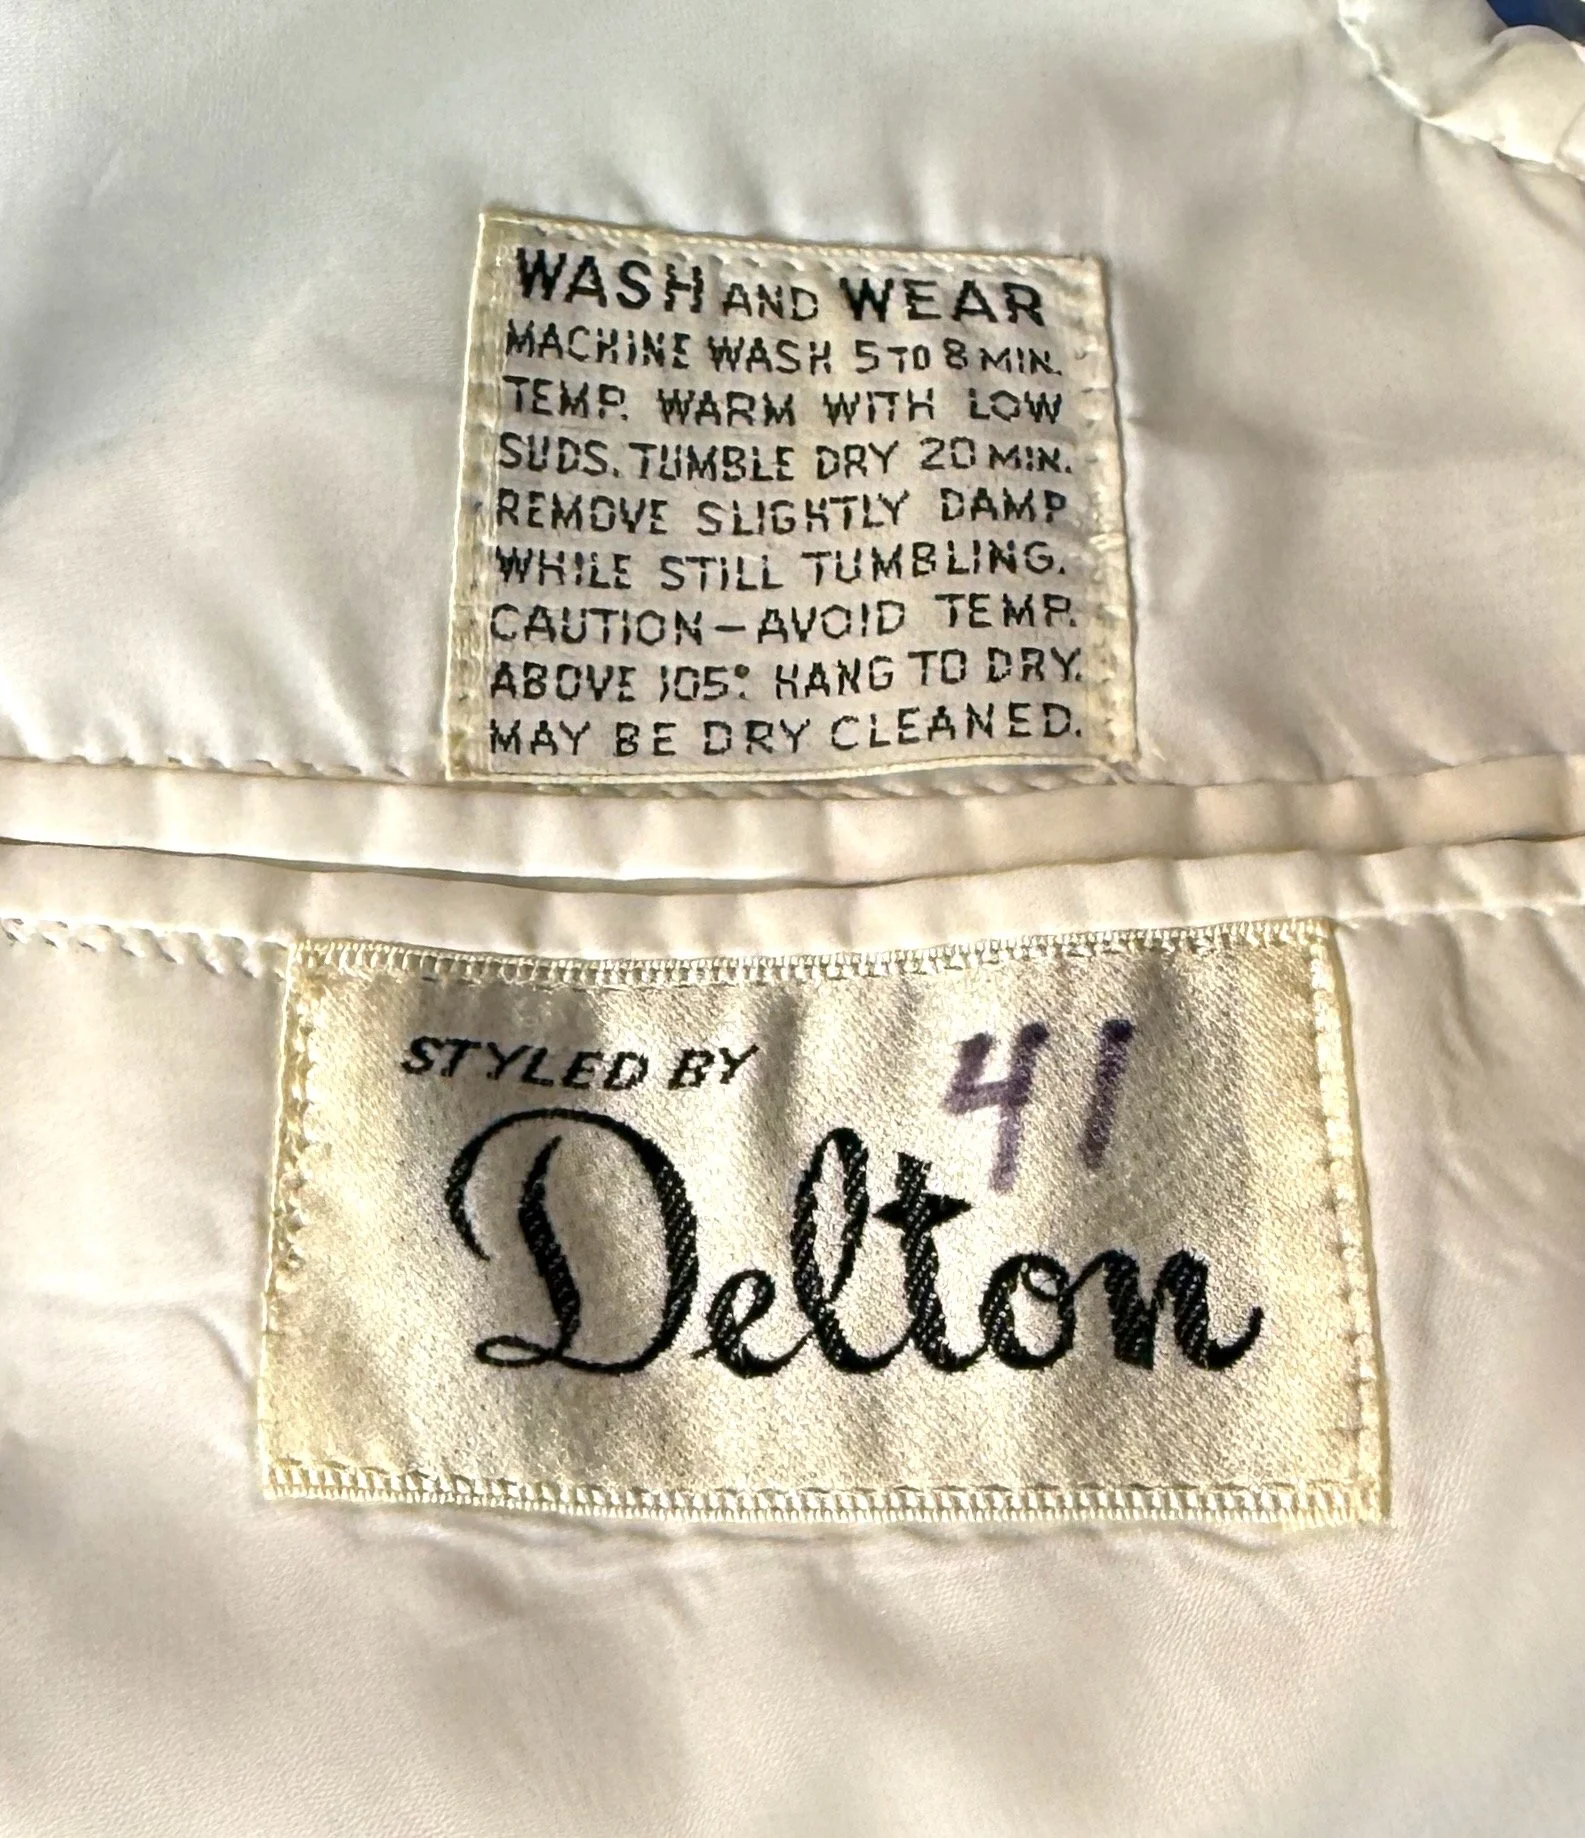 WASH AND WEAR
MACHINE WASH 5 TO 8 MIN.
TEMP. WARM WITH LOW
SUDS. TUMBLE DRY 20 MIN.
REMOVE SLIGHTLY DAMP
WHILE STILL TUMBLING.
CAUTION – AVOID TEMP.
ABOVE 105° HANG TO DRY.
MAY BE DRY CLEANED.
STYLED BY
41
Delton